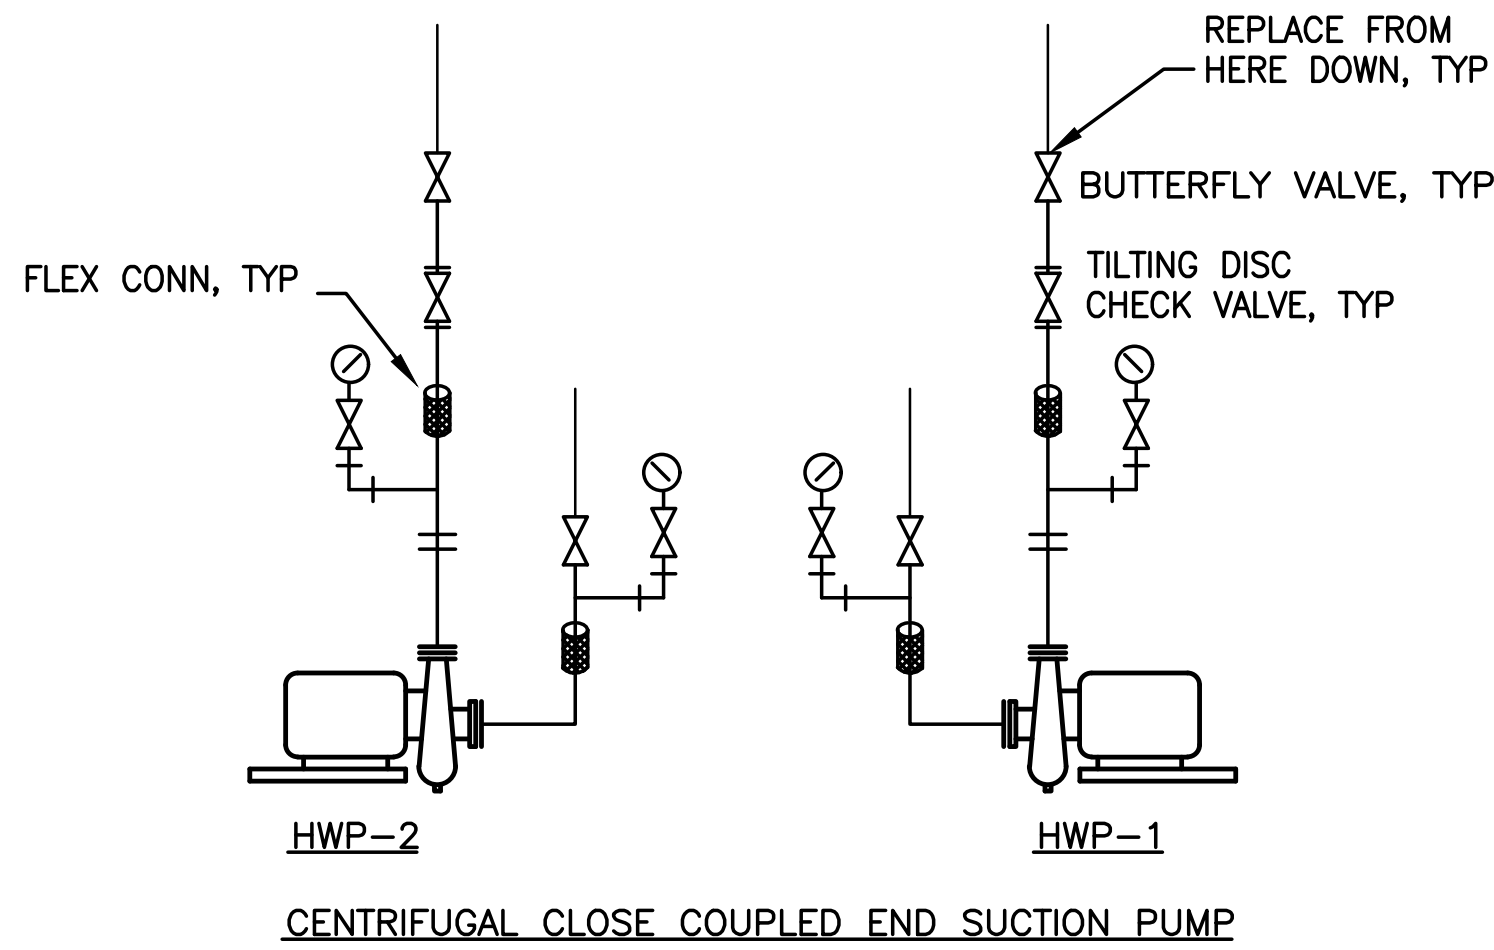 REPLACE FROM
HERE DOWN, TYP
BUTTERFLY VALVE, TYP
FLEX CONN, TYP
TILTING DISC
CHECK VALVE, TYP
HWP-2
HWP-1
CENTRIFUGAL CLOSE COUPLED END SUCTION PUMP